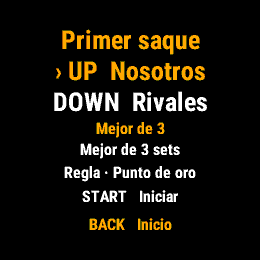 Primer saque
› UP Nosotros
DOWN Rivales
Mejor de 3
Mejor de 3 sets
Regla · Punto de oro
START Iniciar
BACK Inicio